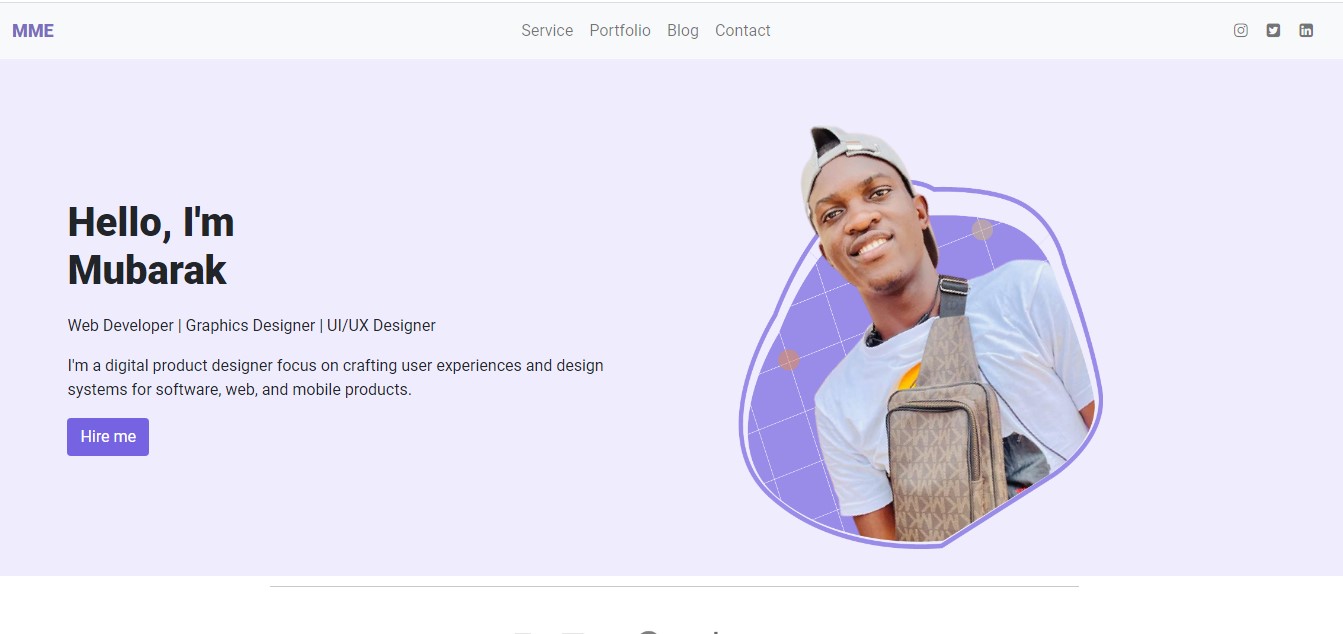 MME
Service Portfolio Blog Contact
Hello, I'm
Mubarak
Web Developer | Graphics Designer | UI/UX Designer
I'm a digital product designer focus on crafting user experiences and design
systems for software, web, and mobile products.
Hire me